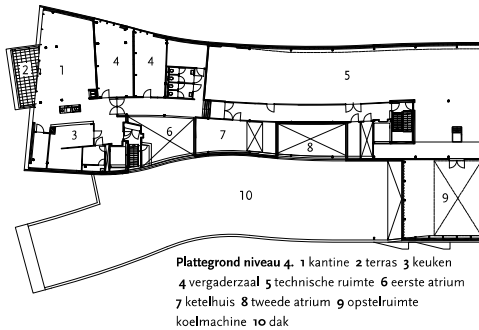 2
1
4
4
5
3
6
7
8
9
10
Plattegrond niveau 4. 1 kantine 2 terras 3 keuken
4 vergaderzaal 5 technische ruimte 6 eerste atrium
7 ketelhuis 8 tweede atrium 9 opstelruimte
koelmachine 10 dak